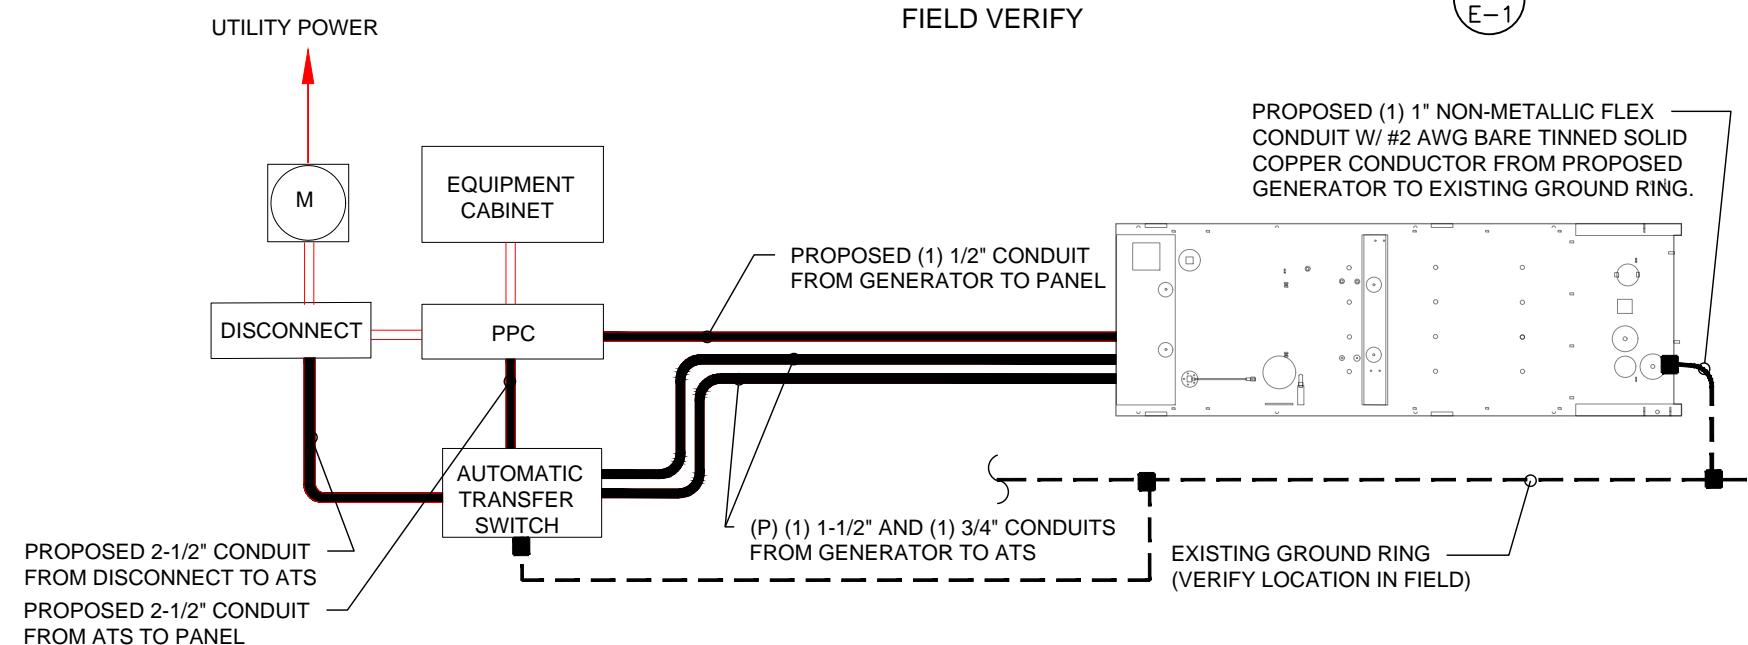 FIELD VERIFY
E-1
UTILITY POWER
PROPOSED (1) 1" NON-METALLIC FLEX
CONDUIT W/ #2 AWG BARE TINNED SOLID
COPPER CONDUCTOR FROM PROPOSED
GENERATOR TO EXISTING GROUND RING.
M
EQUIPMENT
CABINET
PROPOSED (1) 1/2" CONDUIT
FROM GENERATOR TO PANEL
DISCONNECT
PPC
AUTOMATIC
TRANSFER
SWITCH
(P) (1) 1-1/2" AND (1) 3/4" CONDUITS
FROM GENERATOR TO ATS
EXISTING GROUND RING
(VERIFY LOCATION IN FIELD)
PROPOSED 2-1/2" CONDUIT
FROM DISCONNECT TO ATS
PROPOSED 2-1/2" CONDUIT
FROM ATS TO PANEL